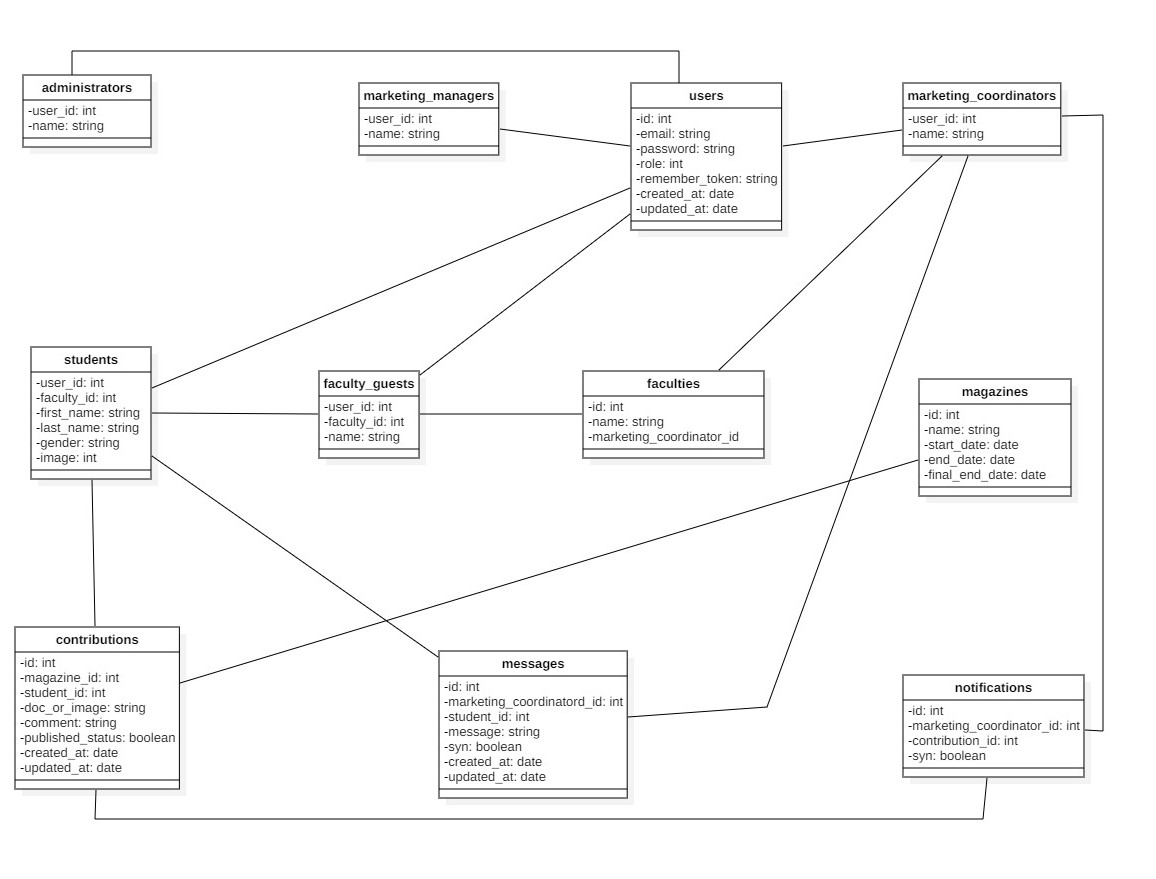 administrators
-user_id: int
-name: string
marketing_managers
-user_id: int
-name: string
users
-id: int
-email: string
-password: string
-role: int
-remember_token: string
-created_at: date
-updated_at: date
marketing_coordinators
-user_id: int
-name: string
students
-user_id: int
-faculty_id: int
-first_name: string
-last_name: string
-gender: string
-image: int
faculty_guests
-user_id: int
-faculty_id: int
-name: string
faculties
-id: int
-name: string
-marketing_coordinator_id
magazines
-id: int
-name: string
-start_date: date
-end_date: date
-final_end_date: date
contributions
-id: int
-magazine_id: int
-student_id: int
-doc_or_image: string
-comment: string
-published_status: boolean
-created_at: date
-updated_at: date
messages
-id: int
-marketing_coordinatord_id: int
-student_id: int
-message: string
-syn: boolean
-created_at: date
-updated_at: date
notifications
-id: int
-marketing_coordinator_id: int
-contribution_id: int
-syn: boolean